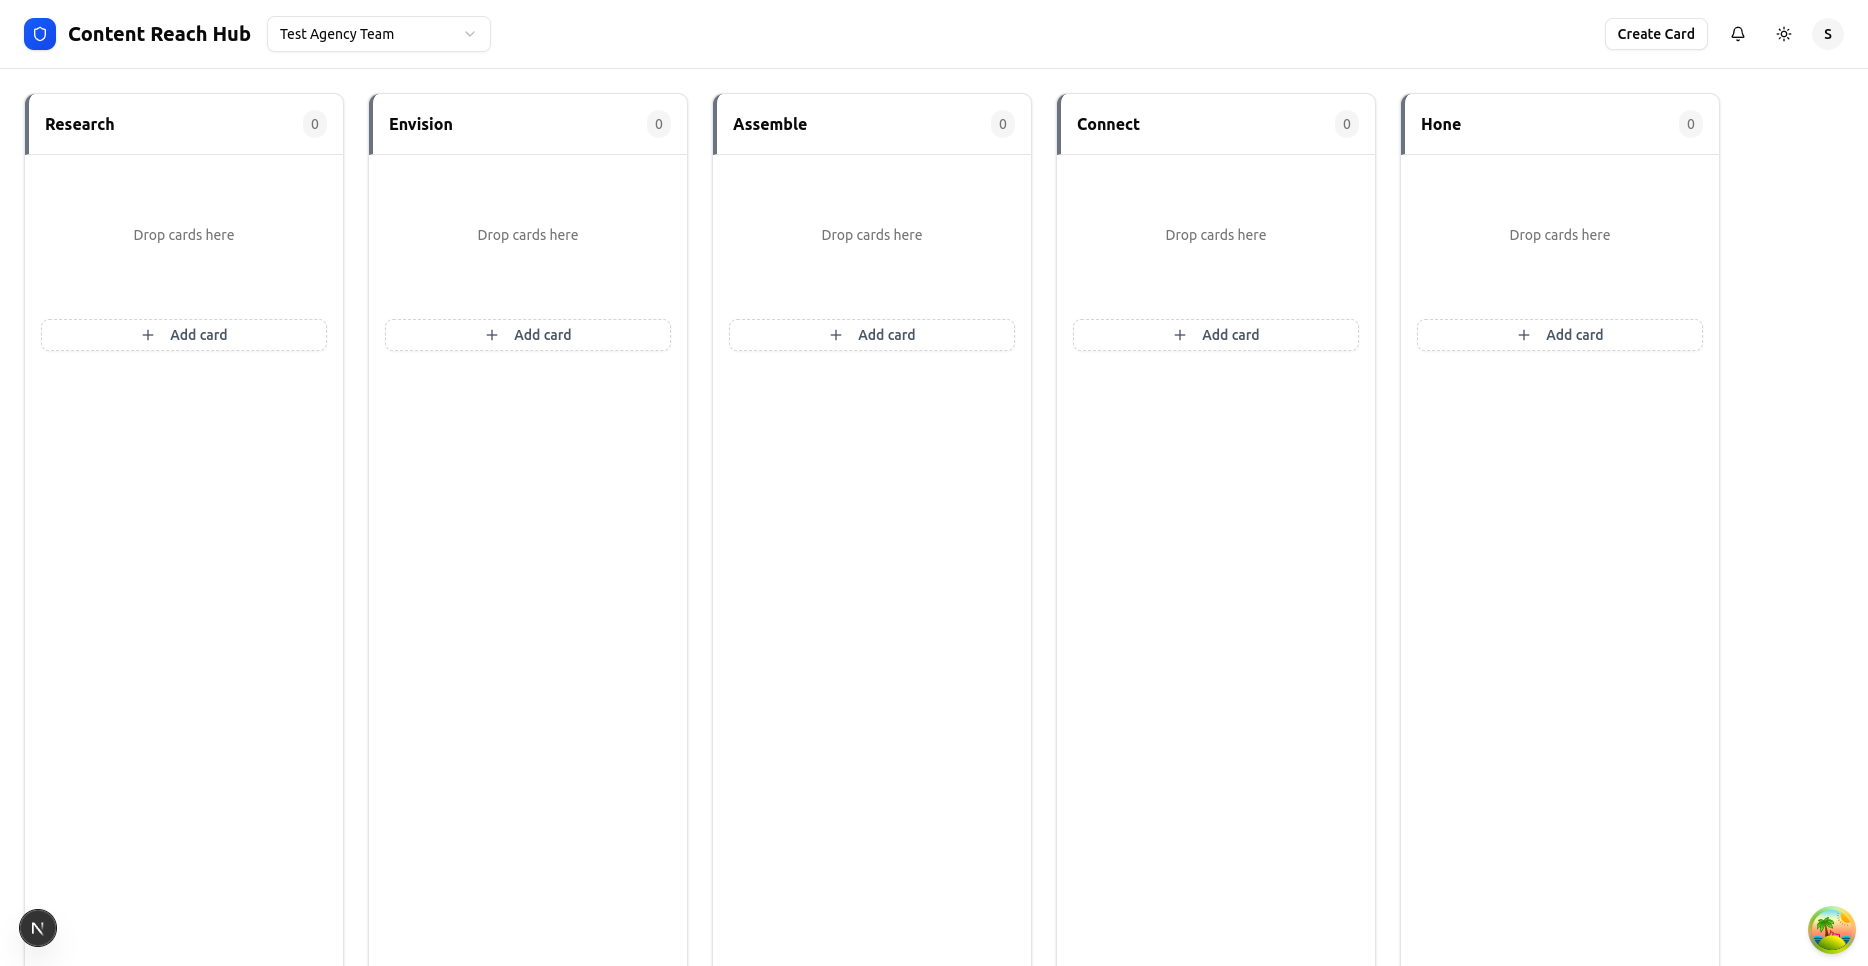 Content Reach Hub
Test Agency Team
Create Card
S
Research 0
Envision 0
Assemble 0
Connect 0
Hone 0
Drop cards here
Drop cards here
Drop cards here
Drop cards here
Drop cards here
+ Add card
+ Add card
+ Add card
+ Add card
+ Add card
N